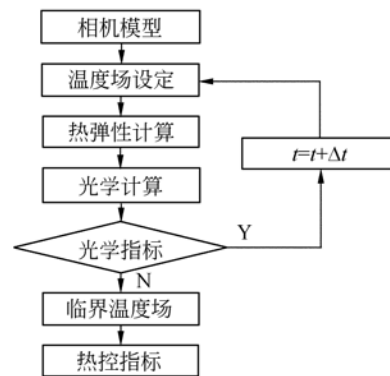 相机模型
温度场设定
热弹性计算
t=t+Δt
光学计算
光学指标
Y
N
临界温度场
热控指标